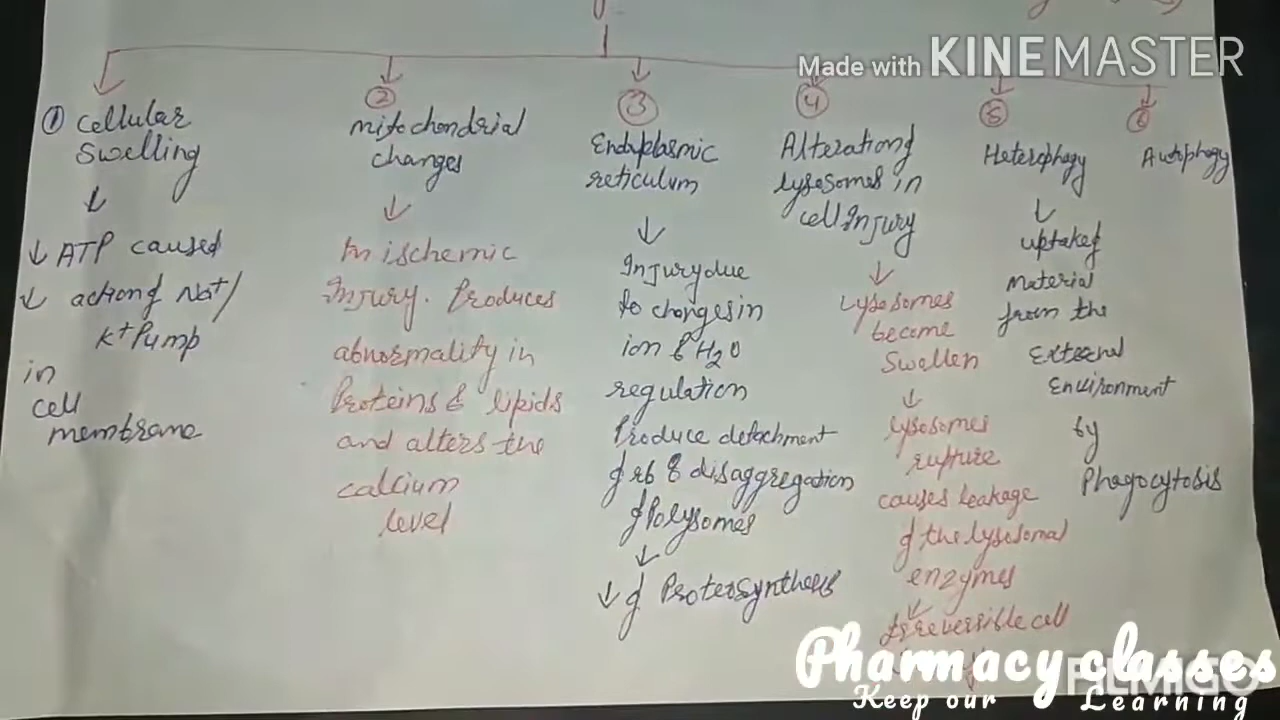 Made with KINEMASTER
① cellular
swelling
↓
↓ ATP caused
↓ action of Na+/
K+ Pump
in
cell
membrane
②
mitochondrial
changes
↓
In ischemic
Injury. Produces
abnormality in
Proteins & lipids
and alters the
calcium
level
③
Endoplasmic
reticulum
↓
Injury due
to changes in
ion & H2O
regulation
Produce detachment
of rb & disaggregation
of Polysomes
↓
↓ of
④
Alteration of
lysosomes in
cell Injury
↓
Lysosomes
become
Swollen
↓
lysosomes
rupture
causes leakage
of the lysosomal
enzymes
↓
Irreversible cell
⑤
Heterophagy
↓
uptake of
material
from the
External
Environment
by
Phagocytosis
⑥
Autophagy
Pharmacy classes
FILMIGO
Keep our Learning